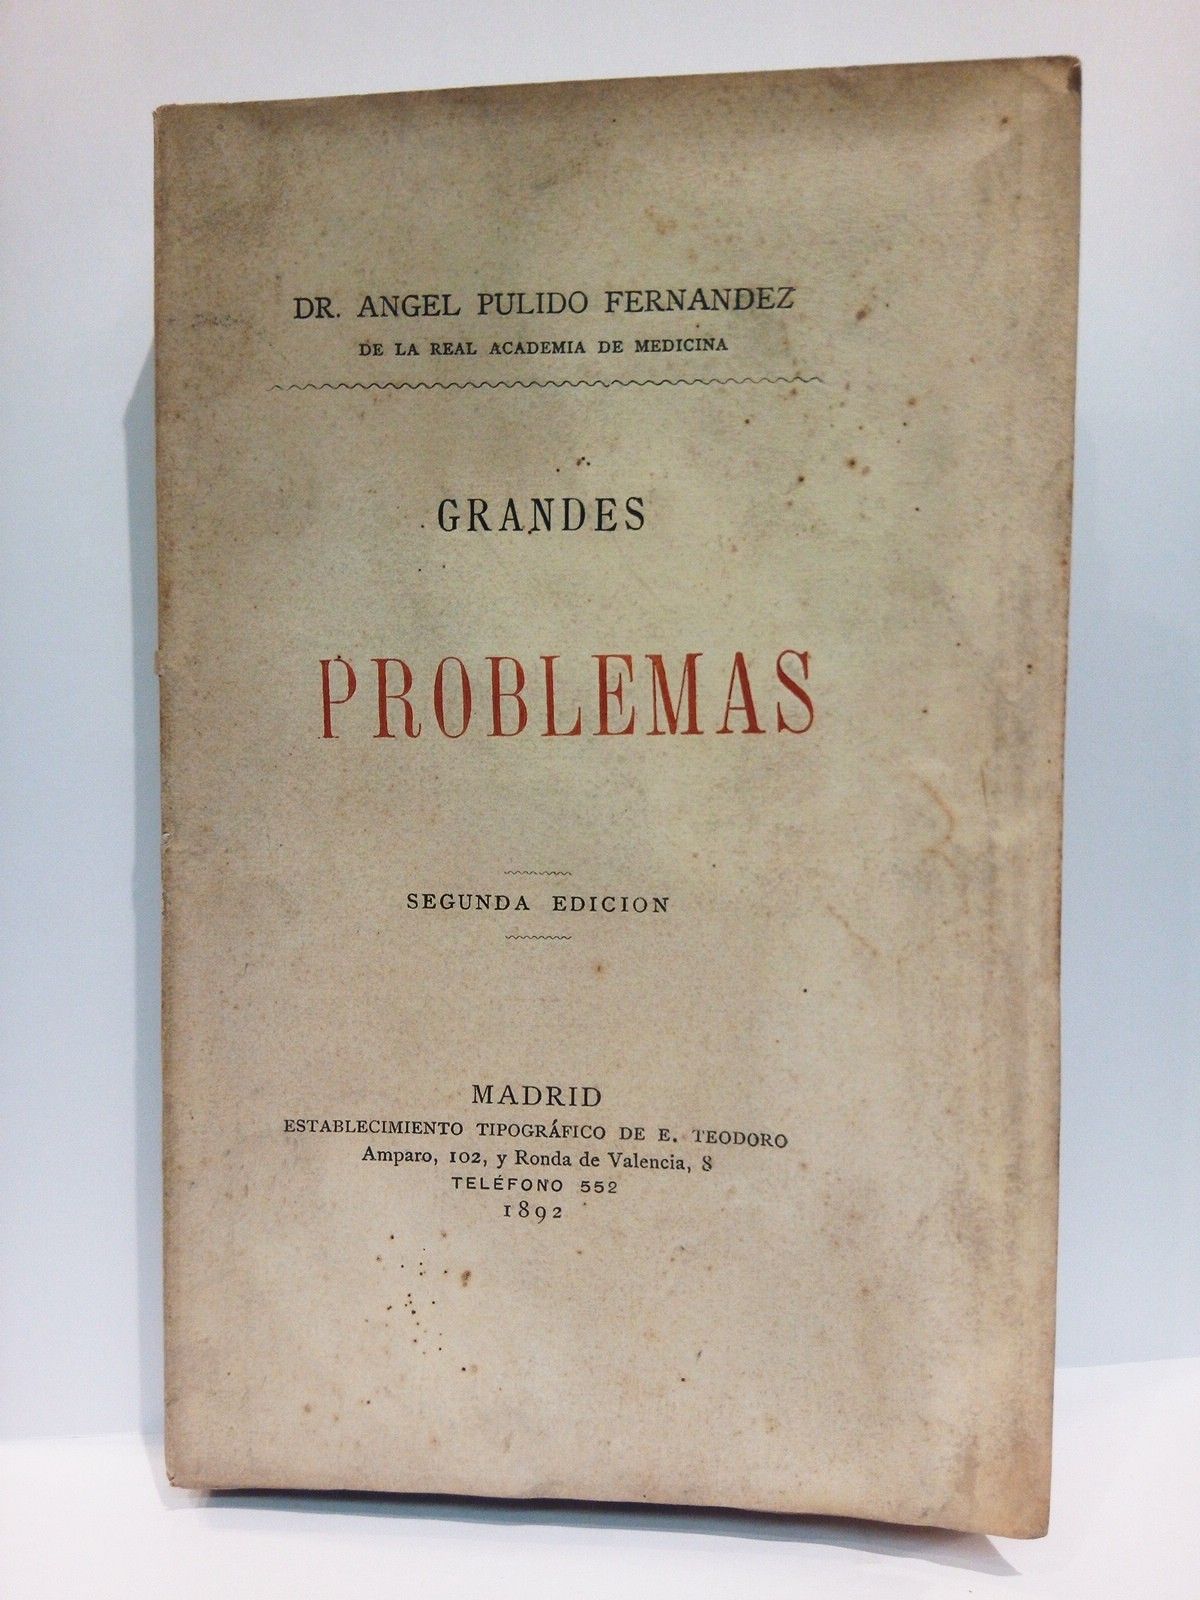 DR. ANGEL PULIDO FERNANDEZ
DE LA REAL ACADEMIA DE MEDICINA
GRANDES
PROBLEMAS
SEGUNDA EDICION
MADRID
ESTABLECIMIENTO TIPOGRÁFICO DE E. TEODORO
Amparo, 102, y Ronda de Valencia, 8
TELÉFONO 552
1892